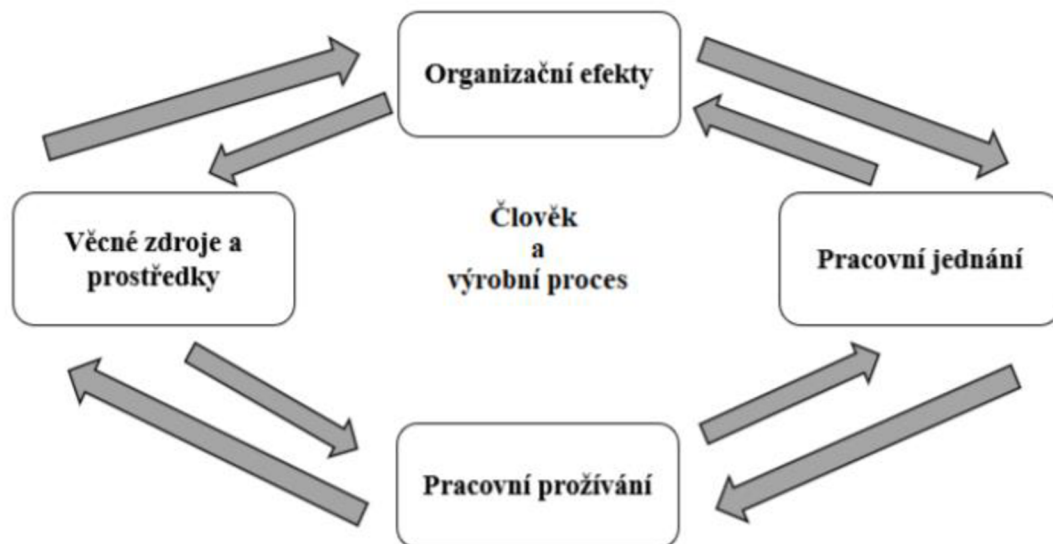 Organizační efekty
Věcné zdroje a
prostředky
Člověk
a
výrobní proces
Pracovní jednání
Pracovní prožívání